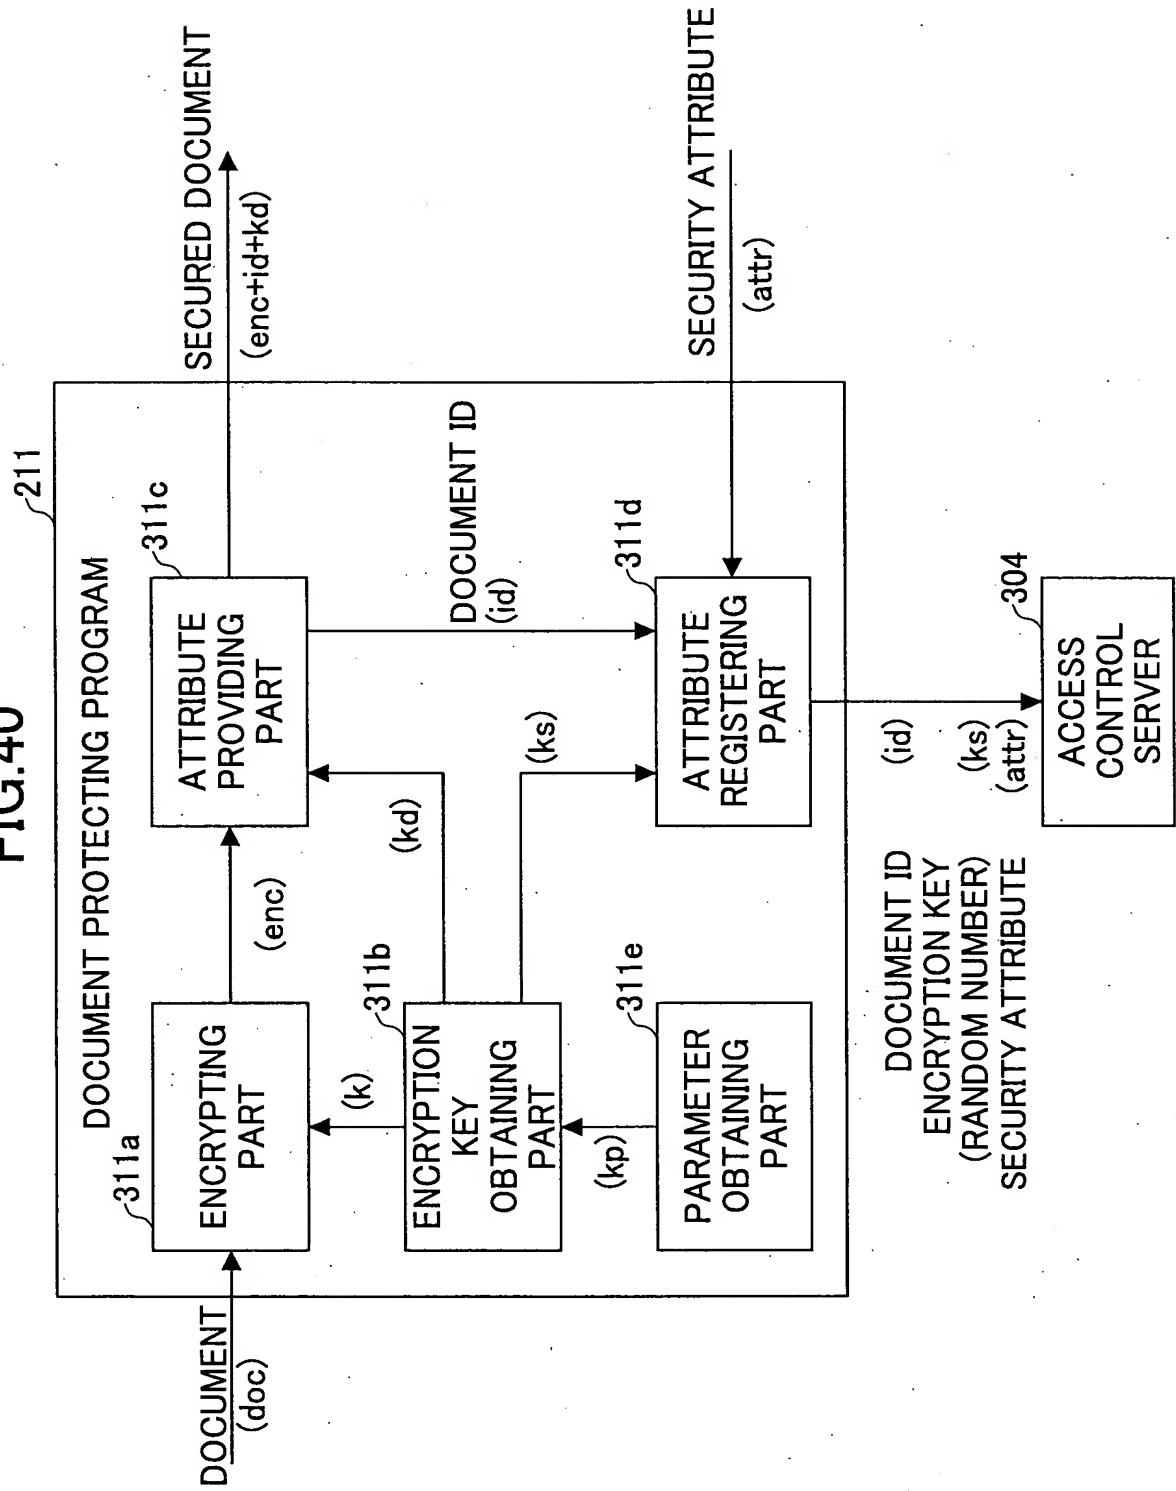 FIG.40
211
DOCUMENT PROTECTING PROGRAM
DOCUMENT
(doc)
311a
ENCRYPTING
PART
(enc)
311c
ATTRIBUTE
PROVIDING
PART
SECURED DOCUMENT
(enc+id+kd)
(k)
(kd)
DOCUMENT ID
(id)
311b
ENCRYPTION
KEY
OBTAINING
PART
(ks)
(kp)
311e
PARAMETER
OBTAINING
PART
311d
ATTRIBUTE
REGISTERING
PART
SECURITY ATTRIBUTE
(attr)
DOCUMENT ID
ENCRYPTION KEY
(RANDOM NUMBER)
SECURITY ATTRIBUTE
(id)
(ks)
(attr)
304
ACCESS
CONTROL
SERVER